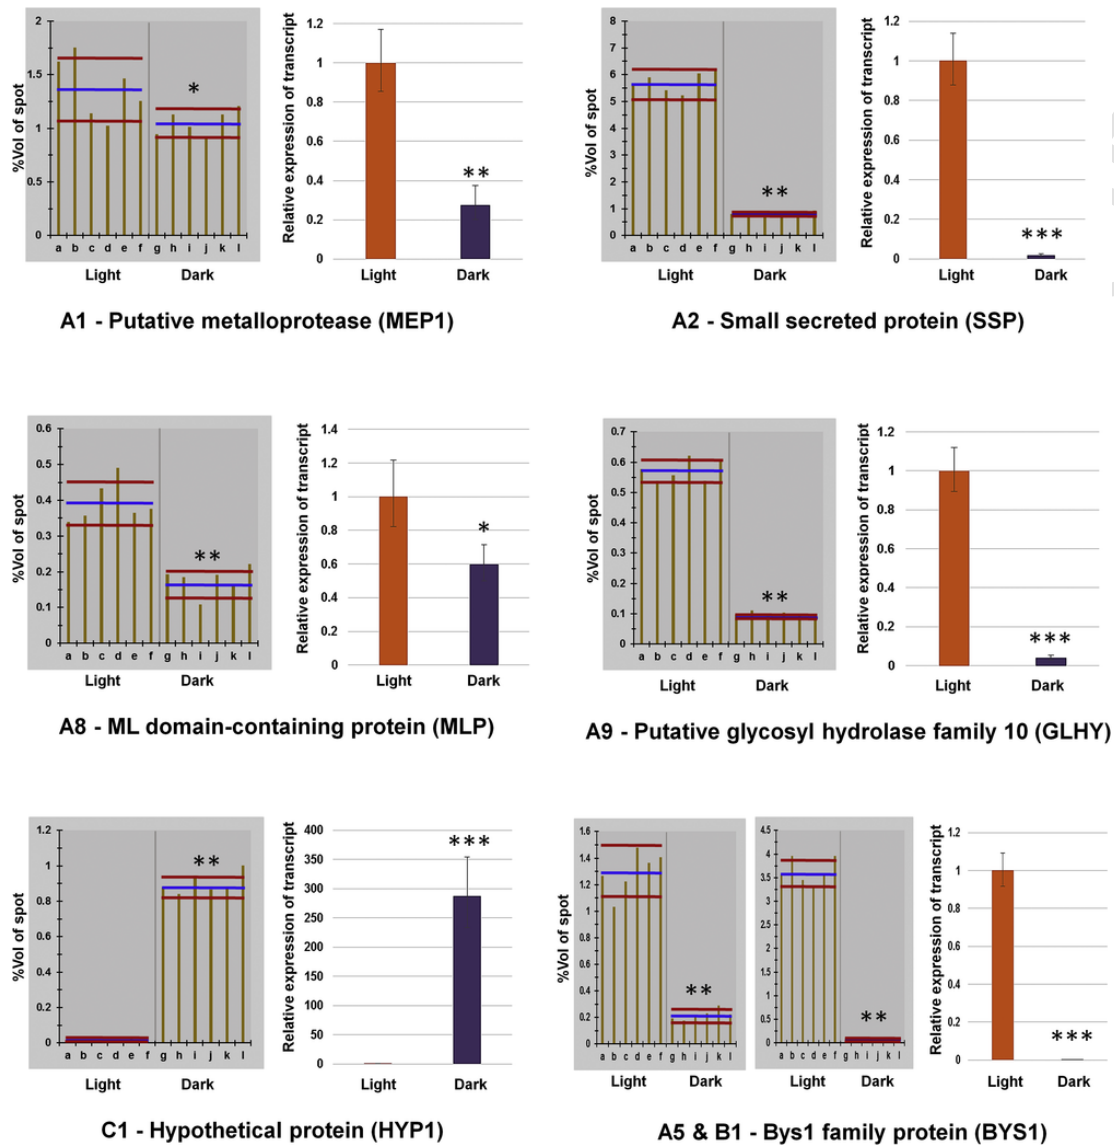 %Vol of spot
2
1.5
1
0.5
0
*
a b c d e f g h i j k l
Light Dark
Relative expression of transcript
1.2
1
0.8
0.6
0.4
0.2
0
**
Light Dark
A1 - Putative metalloprotease (MEP1)
%Vol of spot
8
7
6
5
4
3
2
1
0
**
a b c d e f g h i j k l
Light Dark
Relative expression of transcript
1.2
1
0.8
0.6
0.4
0.2
0
***
Light Dark
A2 - Small secreted protein (SSP)
%Vol of spot
0.6
0.5
0.4
0.3
0.2
0.1
0
**
a b c d e f g h i j k l
Light Dark
Relative expression of transcript
1.4
1.2
1
0.8
0.6
0.4
0.2
0
*
Light Dark
A8 - ML domain-containing protein (MLP)
%Vol of spot
0.7
0.6
0.5
0.4
0.3
0.2
0.1
0
**
a b c d e f g h i j k l
Light Dark
Relative expression of transcript
1.2
1
0.8
0.6
0.4
0.2
0
***
Light Dark
A9 - Putative glycosyl hydrolase family 10 (GLHY)
%Vol of spot
1.2
1
0.8
0.6
0.4
0.2
0
**
a b c d e f g h i j k l
Light Dark
Relative expression of transcript
400
350
300
250
200
150
100
50
0
***
Light Dark
C1 - Hypothetical protein (HYP1)
%Vol of spot
1.6
1.4
1.2
1
0.8
0.6
0.4
0.2
0
**
a b c d e f g h i j k l
Light Dark
4.5
4
3.5
3
2.5
2
1.5
1
0.5
0
**
a b c d e f g h i j k l
Light Dark
Relative expression of transcript
1.2
1
0.8
0.6
0.4
0.2
0
***
Light Dark
A5 & B1 - Bys1 family protein (BYS1)